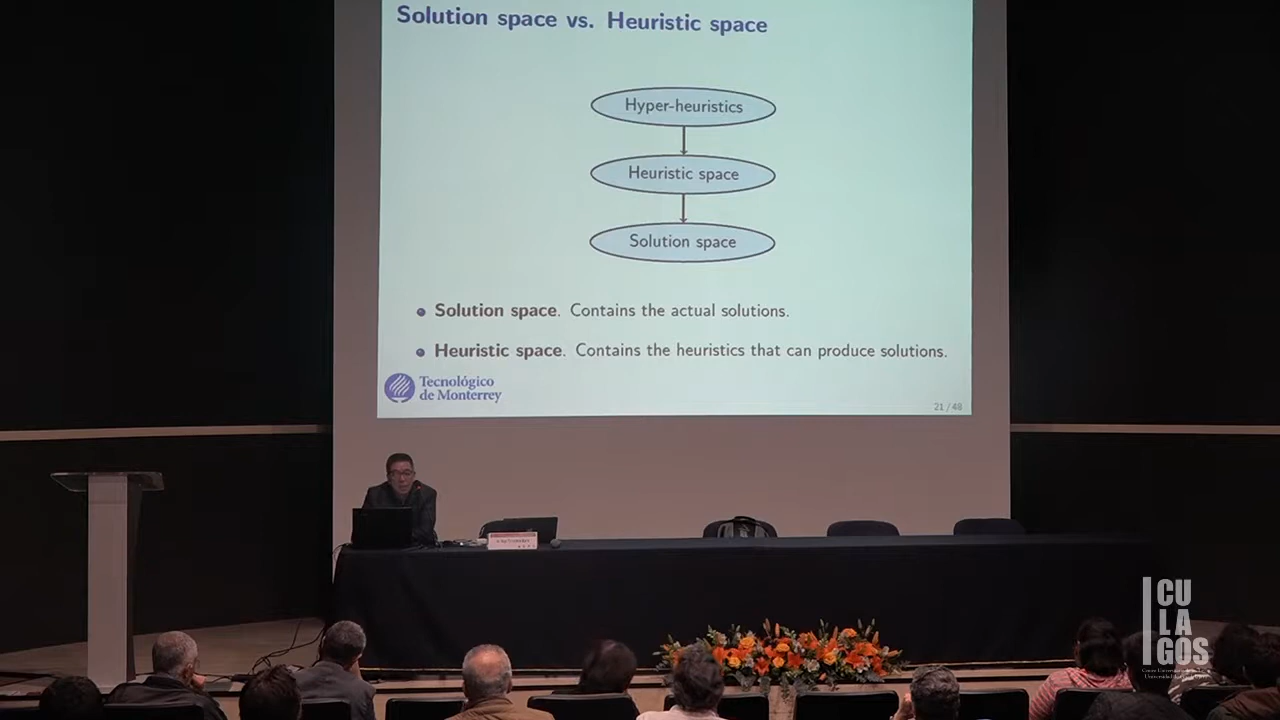 Solution space vs. Heuristic space
Hyper-heuristics
Heuristic space
Solution space
Solution space. Contains the actual solutions.
Heuristic space. Contains the heuristics that can produce solutions.
Tecnológico
de Monterrey
21 / 48
CU
LA
GOS